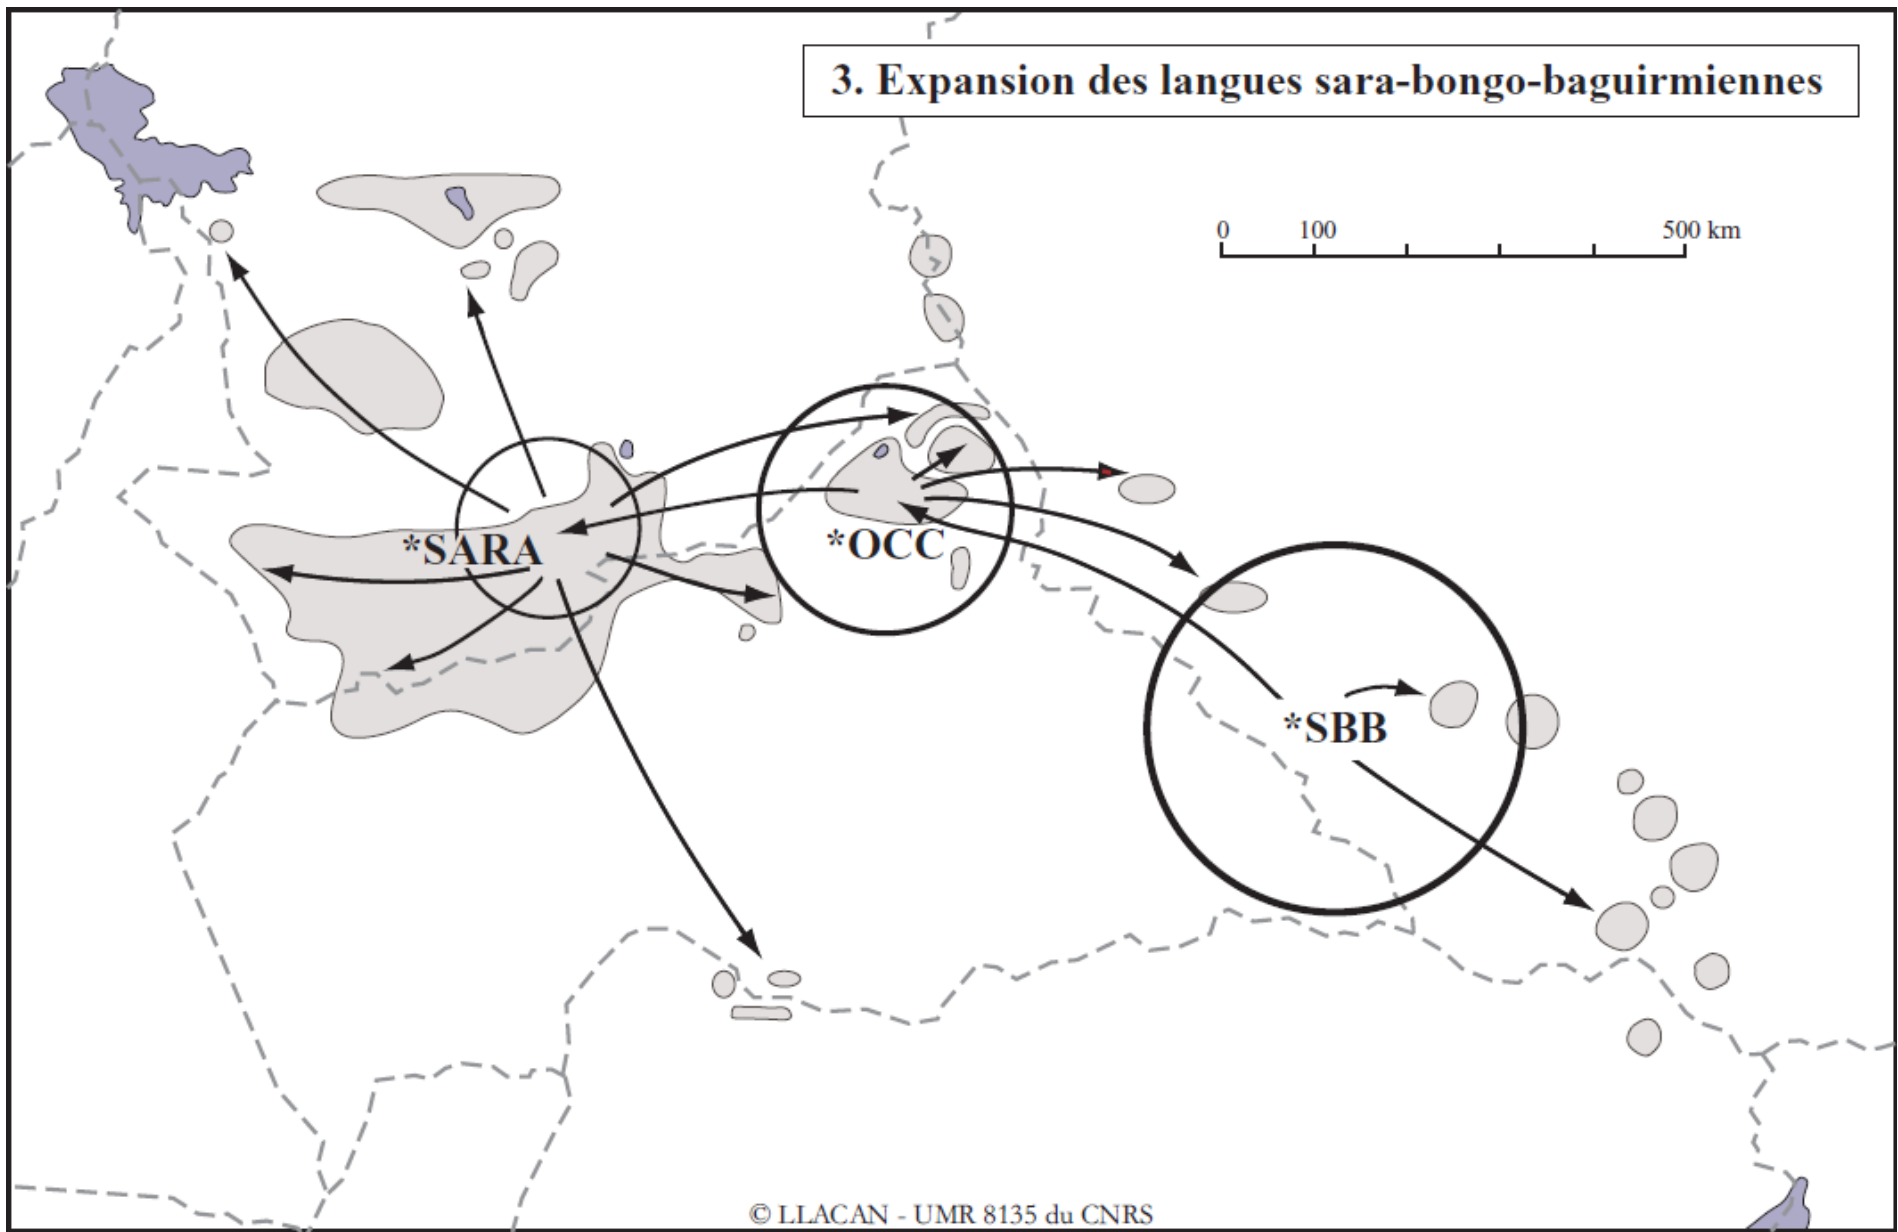 3. Expansion des langues sara-bongo-baguirmiennes
0 100 500 km
*SARA
*OCC
*SBB
© LLACAN - UMR 8135 du CNRS